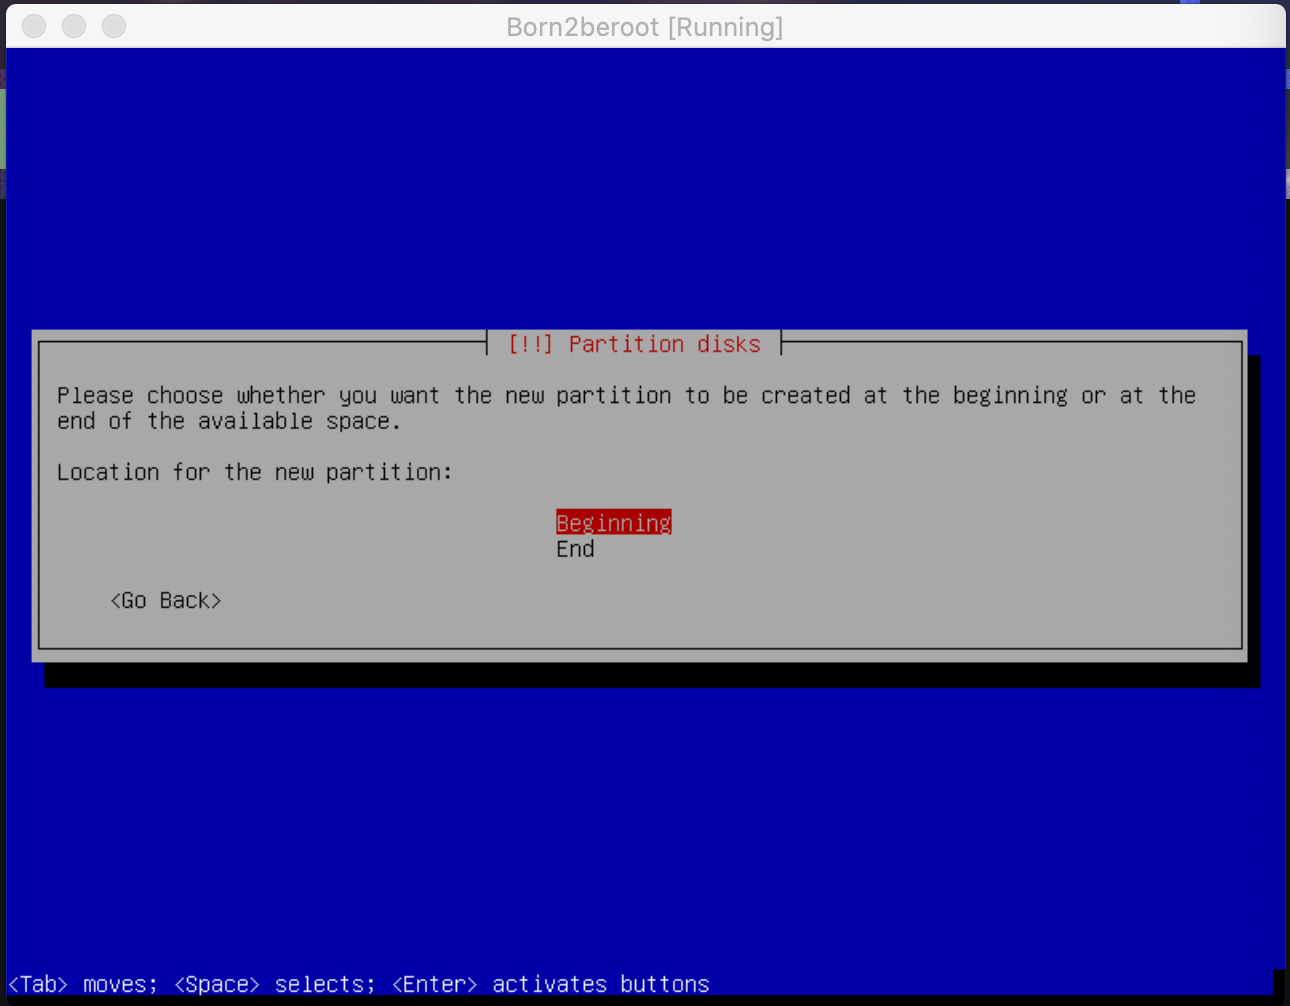 Born2beroot [Running]
[!!] Partition disks
Please choose whether you want the new partition to be created at the beginning or at the
end of the available space.
Location for the new partition:
Beginning
End
<Go Back>
<Tab> moves; <Space> selects; <Enter> activates buttons